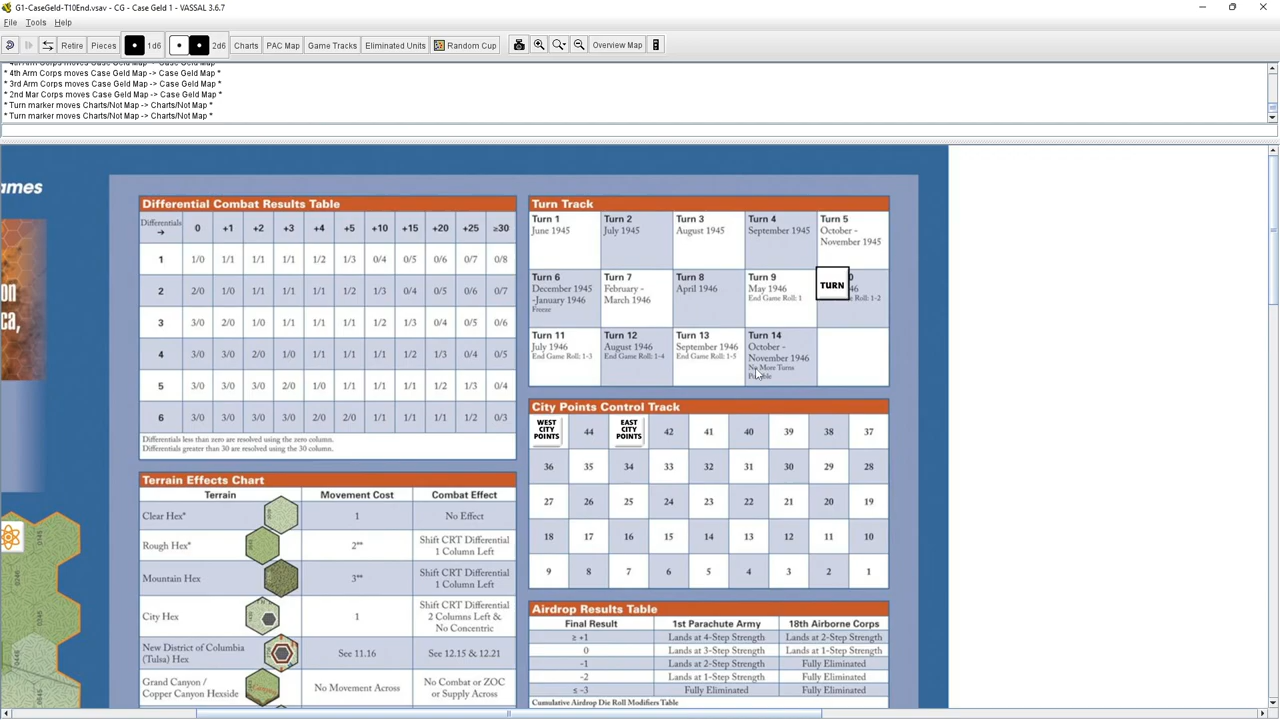 G1-CaseGeld-T10End.vsav - CG - Case Geld 1 - VASSAL 3.6.7
File Tools Help
Retire Pieces 1d6 2d6 Charts PAC Map Game Tracks Eliminated Units Random Cup Overview Map
* 4th Arm Corps moves Case Geld Map -> Case Geld Map *
* 3rd Arm Corps moves Case Geld Map -> Case Geld Map *
* 2nd Mar Corps moves Case Geld Map -> Case Geld Map *
* Turn marker moves Charts/Not Map -> Charts/Not Map *
* Turn marker moves Charts/Not Map -> Charts/Not Map *
ames
on
ca,
Differential Combat Results Table
Differentials → 0 +1 +2 +3 +4 +5 +10 +15 +20 +25 ≥30
1 1/0 1/1 1/1 1/1 1/2 1/3 0/4 0/5 0/6 0/7 0/8
2 2/0 1/0 1/1 1/1 1/1 1/2 1/3 0/4 0/5 0/6 0/7
3 3/0 2/0 1/0 1/1 1/1 1/1 1/2 1/3 0/4 0/5 0/6
4 3/0 3/0 2/0 1/0 1/1 1/1 1/1 1/2 1/3 0/4 0/5
5 3/0 3/0 3/0 2/0 1/0 1/1 1/1 1/1 1/2 1/3 0/4
6 3/0 3/0 3/0 3/0 2/0 2/0 1/1 1/1 1/1 1/2 0/3
Differentials less than zero are resolved using the zero column.
Differentials greater than 30 are resolved using the 30 column.
Terrain Effects Chart
Terrain Movement Cost Combat Effect
Clear Hex* 1 No Effect
Rough Hex* 2** Shift CRT Differential
1 Column Left
Mountain Hex 3** Shift CRT Differential
1 Column Left
City Hex 1 Shift CRT Differential
2 Columns Left &
No Concentric
New District of Columbia
(Tulsa) Hex See 11.16 See 12.15 & 12.21
Grand Canyon /
Copper Canyon Hexside No Movement Across No Combat or ZOC
or Supply Across
Turn Track
Turn 1 Turn 2 Turn 3 Turn 4 Turn 5
June 1945 July 1945 August 1945 September 1945 October -
November 1945
Turn 6 Turn 7 Turn 8 Turn 9 TURN 0
December 1945 February - April 1946 May 1946 46
-January 1946 March 1946 End Game Roll: 1 Roll: 1-2
Freeze
Turn 11 Turn 12 Turn 13 Turn 14
July 1946 August 1946 September 1946 October -
End Game Roll: 1-3 End Game Roll: 1-4 End Game Roll: 1-5 November 1946
No More Turns
Possible
City Points Control Track
WEST CITY POINTS 44 EAST CITY POINTS 42 41 40 39 38 37
36 35 34 33 32 31 30 29 28
27 26 25 24 23 22 21 20 19
18 17 16 15 14 13 12 11 10
9 8 7 6 5 4 3 2 1
Airdrop Results Table
Final Result 1st Parachute Army 18th Airborne Corps
≥ +1 Lands at 4-Step Strength Lands at 2-Step Strength
0 Lands at 3-Step Strength Lands at 1-Step Strength
-1 Lands at 2-Step Strength Fully Eliminated
-2 Lands at 1-Step Strength Fully Eliminated
≤ -3 Fully Eliminated Fully Eliminated
Cumulative Airdrop Die Roll Modifiers Table